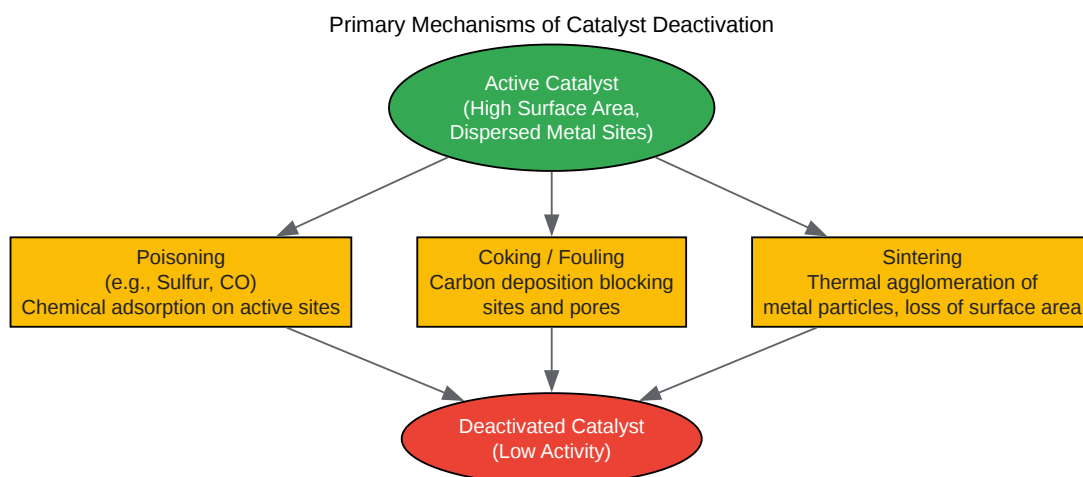 Primary Mechanisms of Catalyst Deactivation
Active Catalyst
(High Surface Area,
Dispersed Metal Sites)
Poisoning
(e.g., Sulfur, CO)
Chemical adsorption on active sites
Coking / Fouling
Carbon deposition blocking
sites and pores
Sintering
Thermal agglomeration of
metal particles, loss of surface area
Deactivated Catalyst
(Low Activity)